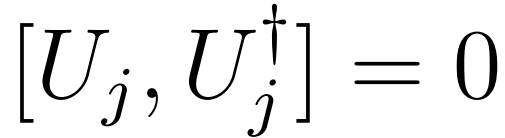 [U_j, U_j^†] = 0